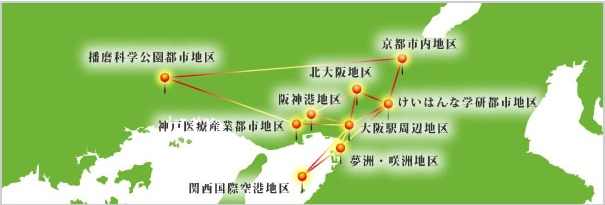 京都市内地区
播磨科学公園都市地区
北大阪地区
阪神港地区
けいはんな学研都市地区
神戸医療産業都市地区
大阪駅周辺地区
夢洲・咲洲地区
関西国際空港地区